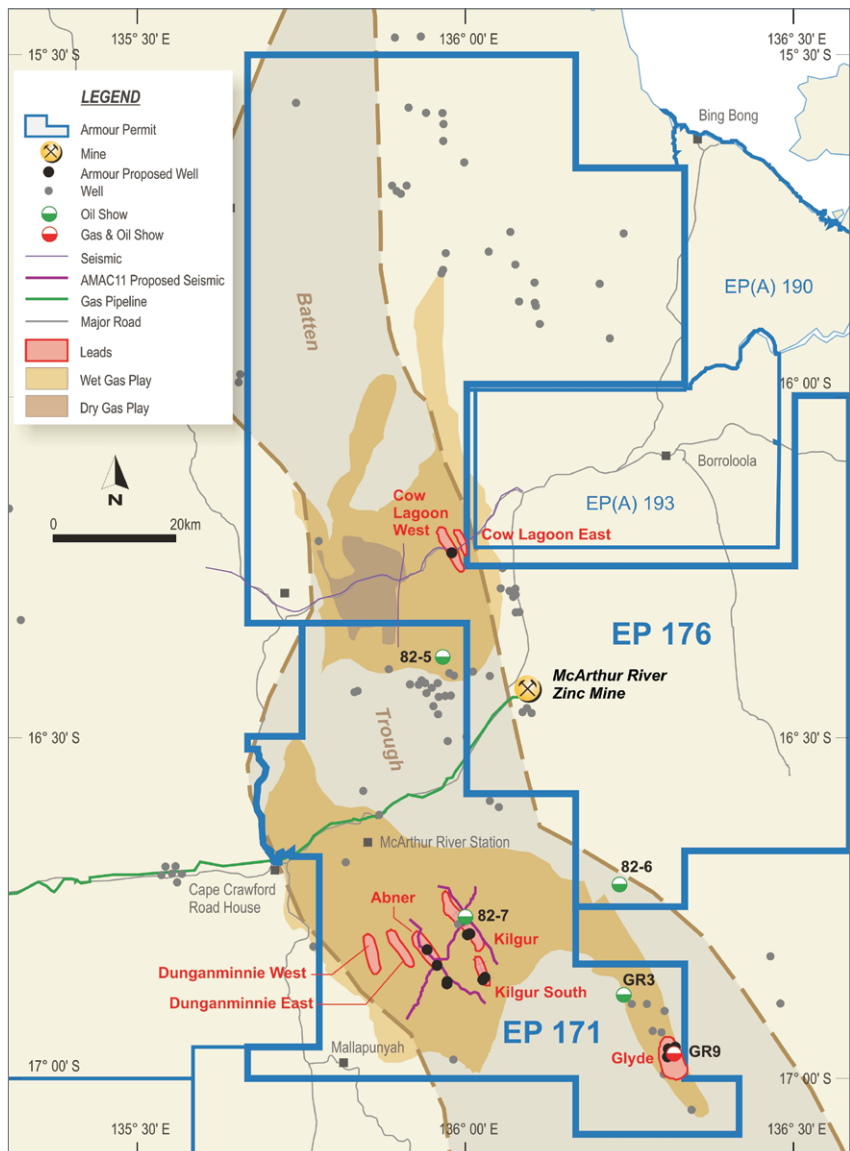 135° 30' E
136° 00' E
136° 30' E
15° 30' S
15° 30' S
LEGEND
Armour Permit
Mine
Armour Proposed Well
Well
Oil Show
Gas & Oil Show
Seismic
AMAC11 Proposed Seismic
Gas Pipeline
Major Road
Leads
Wet Gas Play
Dry Gas Play
Bing Bong
Batten
EP(A) 190
16° 00' S
N
0
20km
Borroloola
Cow
Lagoon
West
EP(A) 193
Cow Lagoon East
EP 176
82-5
McArthur River
Zinc Mine
Trough
16° 30' S
16° 30' S
McArthur River Station
82-6
Cape Crawford
Road House
Abner
82-7
Kilgur
Dunganminnie West
GR3
Kilgur South
Dunganminnie East
EP 171
Mallapunyah
Glyde
GR9
17° 00' S
17° 00' S
135° 30' E
136° 00' E
136° 30' E